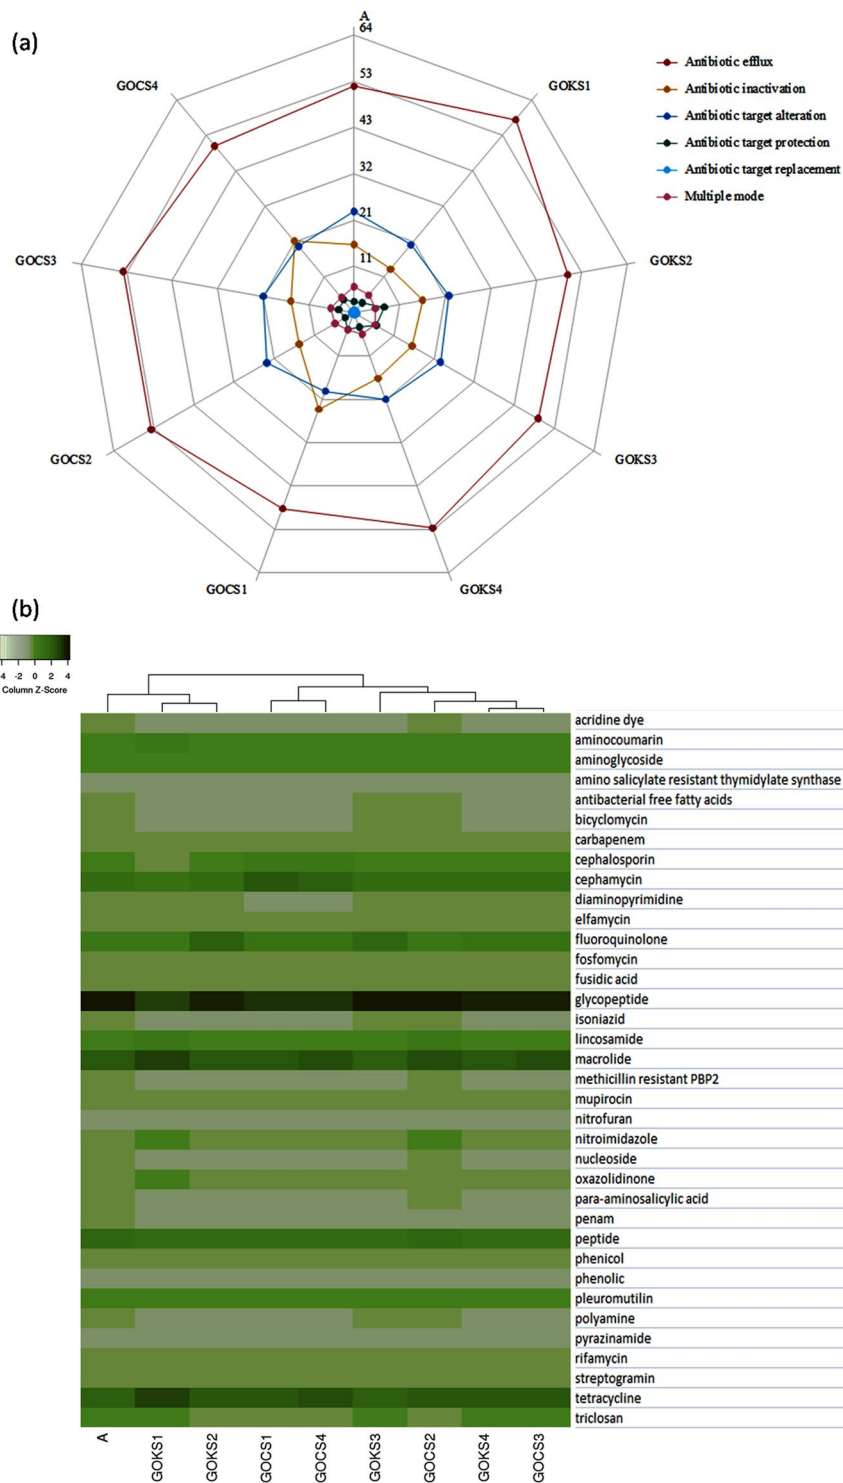 (a)
A
64
53
43
32
21
11
GOKS1
GOKS2
GOKS3
GOKS4
GOCS1
GOCS2
GOCS3
GOCS4
Antibiotic efflux
Antibiotic inactivation
Antibiotic target alteration
Antibiotic target protection
Antibiotic target replacement
Multiple mode
(b)
4 -2 0 2 4
Column Z-Score
acridine dye
aminocoumarin
aminoglycoside
amino salicylate resistant thymidylate synthase
antibacterial free fatty acids
bicyclomycin
carbapenem
cephalosporin
cephamycin
diaminopyrimidine
elfamycin
fluoroquinolone
fosfomycin
fusidic acid
glycopeptide
isoniazid
lincosamide
macrolide
methicillin resistant PBP2
mupirocin
nitrofuran
nitroimidazole
nucleoside
oxazolidinone
para-aminosalicylic acid
penam
peptide
phenicol
phenolic
pleuromutilin
polyamine
pyrazinamide
rifamycin
streptogramin
tetracycline
triclosan
A
GOKS1
GOKS2
GOCS1
GOCS4
GOKS3
GOCS2
GOKS4
GOCS3